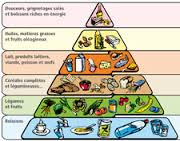 Douceurs, grignotages salés
et boissons riches en énergie
Huiles, matières grasses
et fruits oléagineux
Lait, produits laitiers,
viande, poisson et œufs
Céréales complètes
et légumineuses...
Légumes et
fruits
Boissons